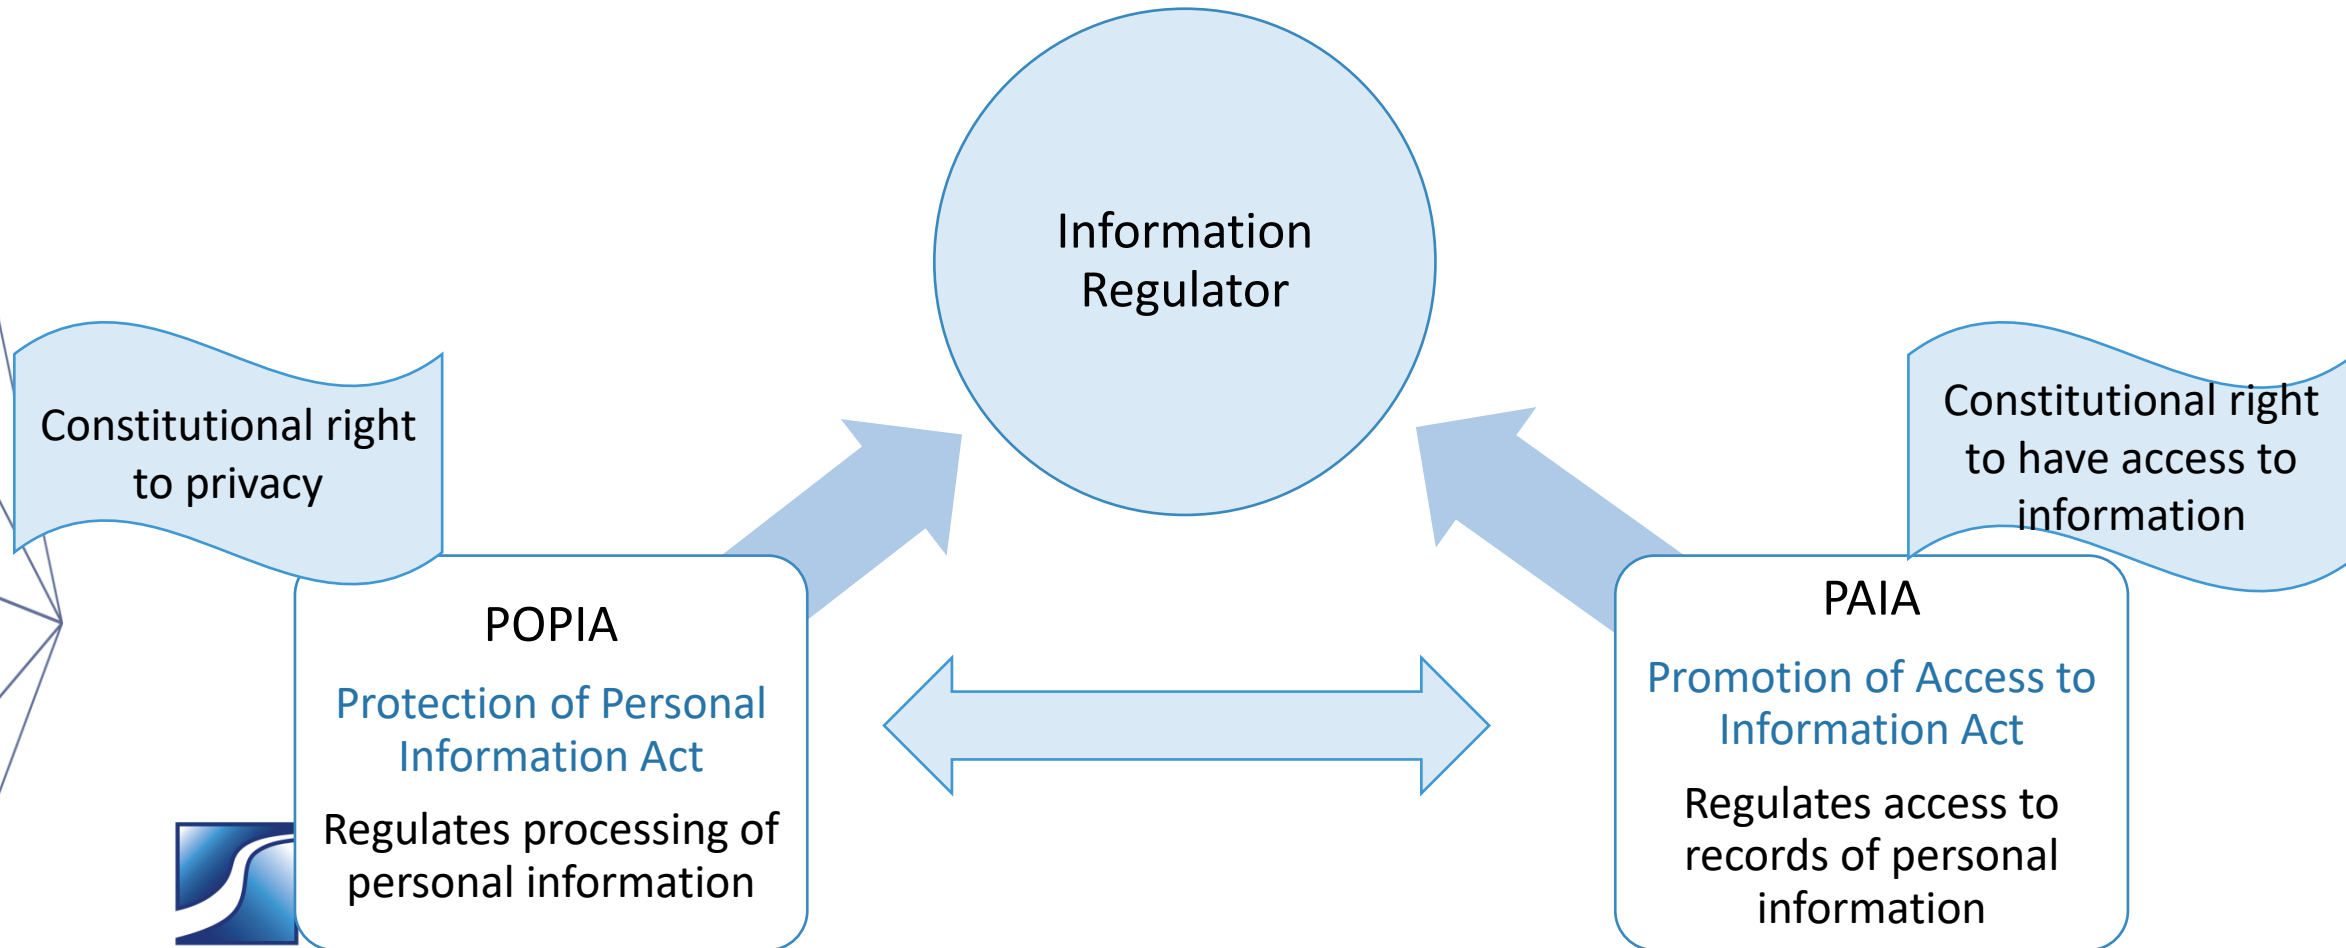 Information
Regulator
Constitutional right
to privacy
Constitutional right
to have access to
information
POPIA
Protection of Personal
Information Act
Regulates processing of
personal information
PAIA
Promotion of Access to
Information Act
Regulates access to
records of personal
information